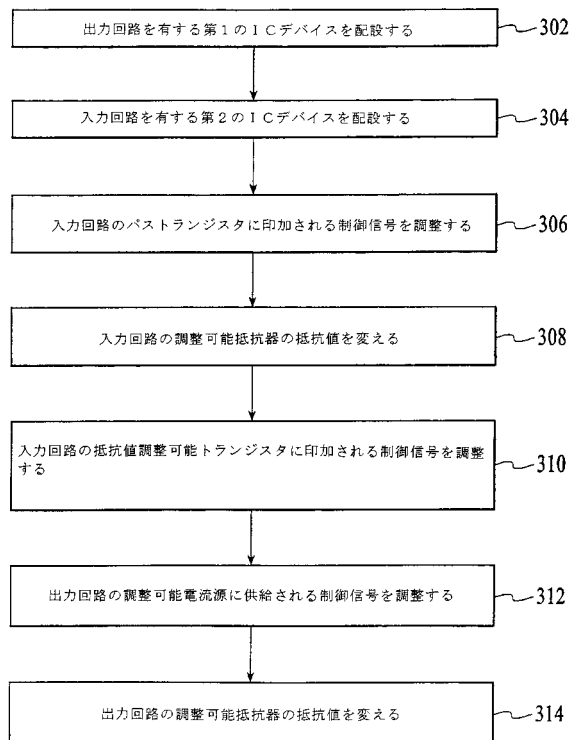 出力回路を有する第１のＩＣデバイスを配設する
302
入力回路を有する第２のＩＣデバイスを配設する
304
入力回路のパストランジスタに印加される制御信号を調整する
306
入力回路の調整可能抵抗器の抵抗値を変える
308
入力回路の抵抗値調整可能トランジスタに印加される制御信号を調整
する
310
出力回路の調整可能電流源に供給される制御信号を調整する
312
出力回路の調整可能抵抗器の抵抗値を変える
314